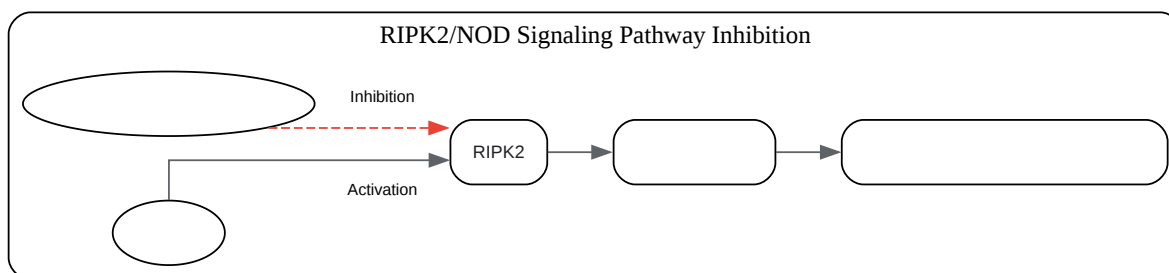 RIPK2/NOD Signaling Pathway Inhibition
Inhibition
RIPK2
Activation